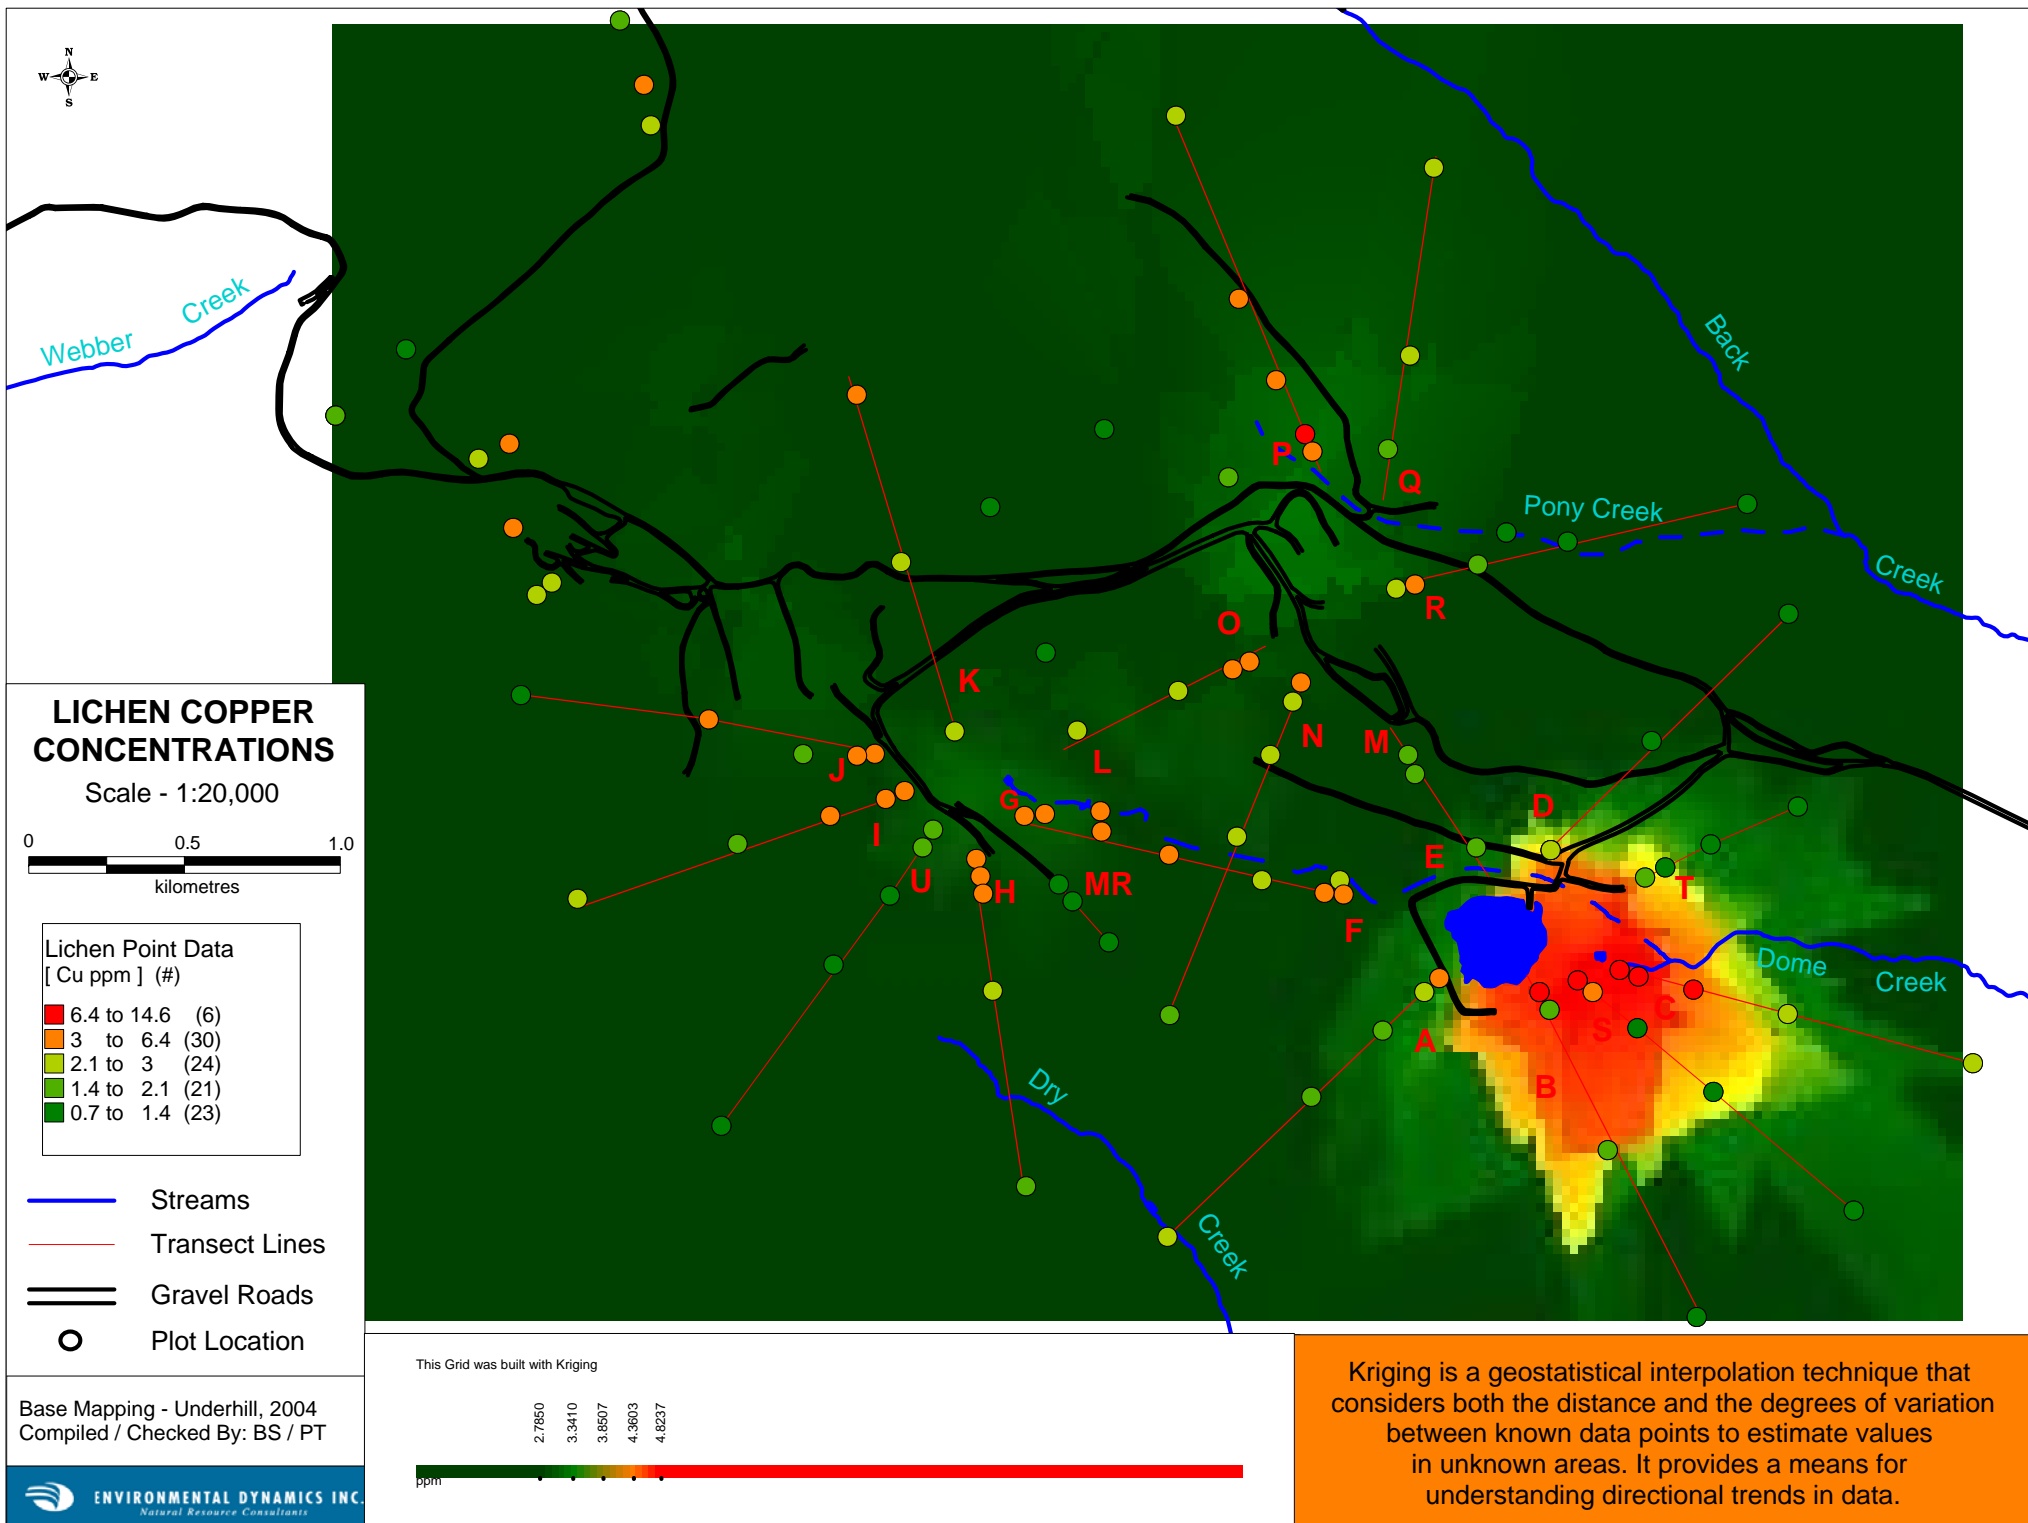 N
W E
S
Webber
Creek
Back
Creek
Pony Creek
P
Q
R
O
K
L
N
M
J
G
I
D
E
U
H
MR
F
T
Dome
Creek
A
S
C
B
Dry
Creek
LICHEN COPPER
CONCENTRATIONS
Scale - 1:20,000
0 0.5 1.0
kilometres
Lichen Point Data
[ Cu ppm ] (#)
6.4 to 14.6 (6)
3 to 6.4 (30)
2.1 to 3 (24)
1.4 to 2.1 (21)
0.7 to 1.4 (23)
Streams
Transect Lines
Gravel Roads
Plot Location
Base Mapping - Underhill, 2004
Compiled / Checked By: BS / PT
ENVIRONMENTAL DYNAMICS INC.
Natural Resource Consultants
This Grid was built with Kriging
2.7850
3.3410
3.8507
4.3603
4.8237
ppm
Kriging is a geostatistical interpolation technique that
considers both the distance and the degrees of variation
between known data points to estimate values
in unknown areas. It provides a means for
understanding directional trends in data.